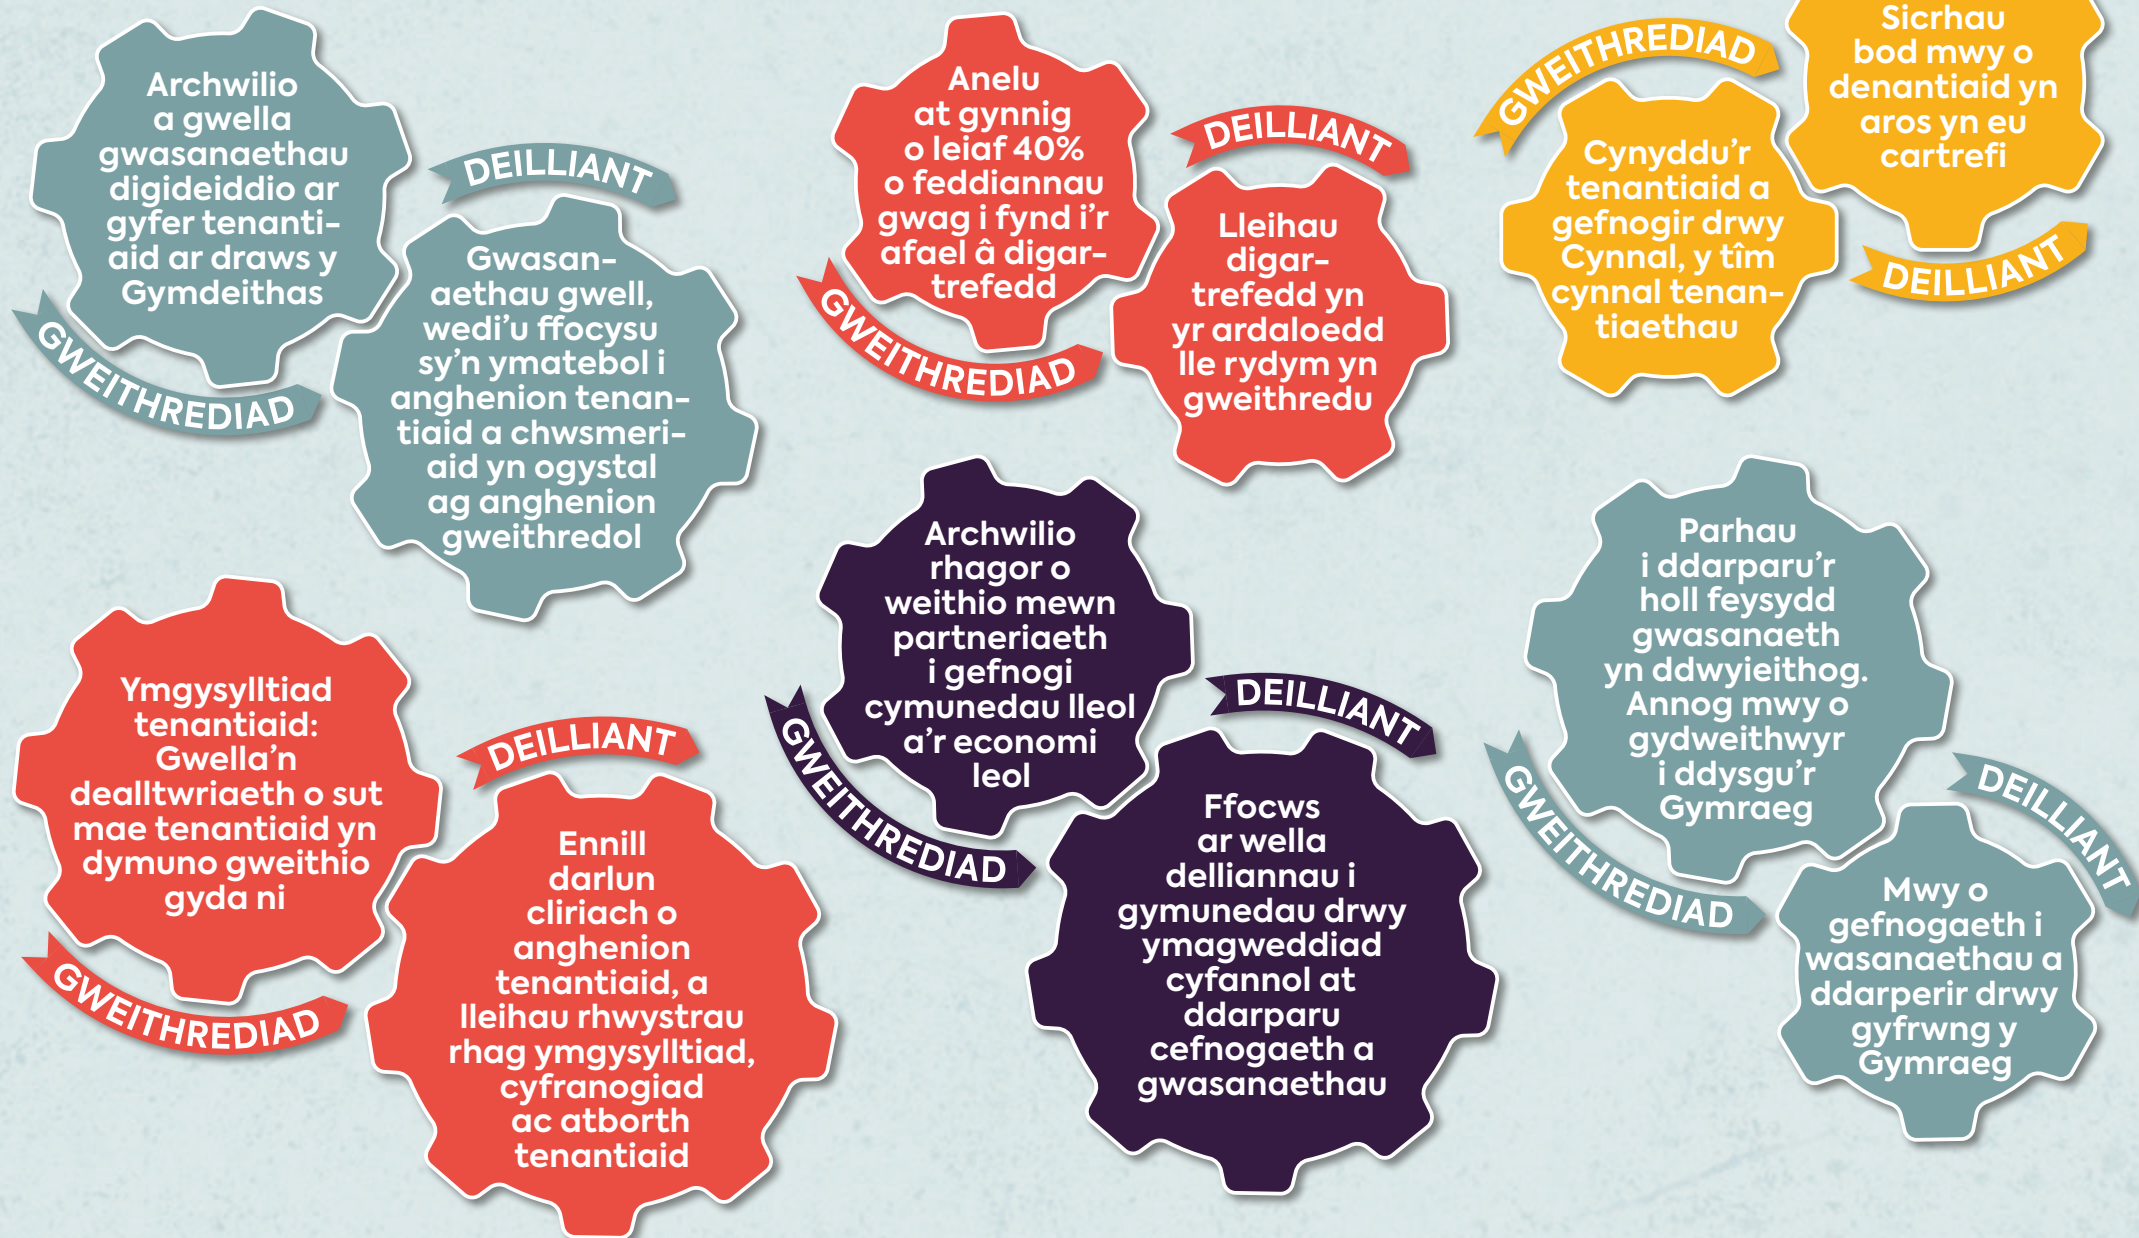 Archwilio
a gwella
gwasanaethau
digideiddio ar
gyfer tenanti-
aid ar draws y
Gymdeithas
GWEITHREDIAD
DEILLIANT
Gwasan-
aethau gwell,
wedi'u ffocysu
sy'n ymatebol i
anghenion tenan-
tiaid a chwsmeri-
aid yn ogystal
ag anghenion
gweithredol
Anelu
at gynnig
o leiaf 40%
o feddiannau
gwag i fynd i'r
afael â digar-
trefedd
GWEITHREDIAD
DEILLIANT
Lleihau
digar-
trefedd yn
yr ardaloedd
lle rydym yn
gweithredu
GWEITHREDIAD
Cynyddu'r
tenantiaid a
gefnogir drwy
Cynnal, y tîm
cynnal tenan-
tiaethau
Sicrhau
bod mwy o
denantiaid yn
aros yn eu
cartrefi
DEILLIANT
Ymgysylltiad
tenantiaid:
Gwella'n
dealltwriaeth o sut
mae tenantiaid yn
dymuno gweithio
gyda ni
GWEITHREDIAD
DEILLIANT
Ennill
darlun
cliriach o
anghenion
tenantiaid, a
lleihau rhwystrau
rhag ymgysylltiad,
cyfranogiad
ac atborth
tenantiaid
Archwilio
rhagor o
weithio mewn
partneriaeth
i gefnogi
cymunedau lleol
a'r economi
leol
GWEITHREDIAD
DEILLIANT
Ffocws
ar wella
delliannau i
gymunedau drwy
ymagweddiad
cyfannol at
ddarparu
cefnogaeth a
gwasanaethau
Parhau
i ddarparu'r
holl feysydd
gwasanaeth
yn ddwyieithog.
Annog mwy o
gydweithwyr
i ddysgu'r
Gymraeg
GWEITHREDIAD
DEILLIANT
Mwy o
gefnogaeth i
wasanaethau a
ddarperir drwy
gyfrwng y
Gymraeg